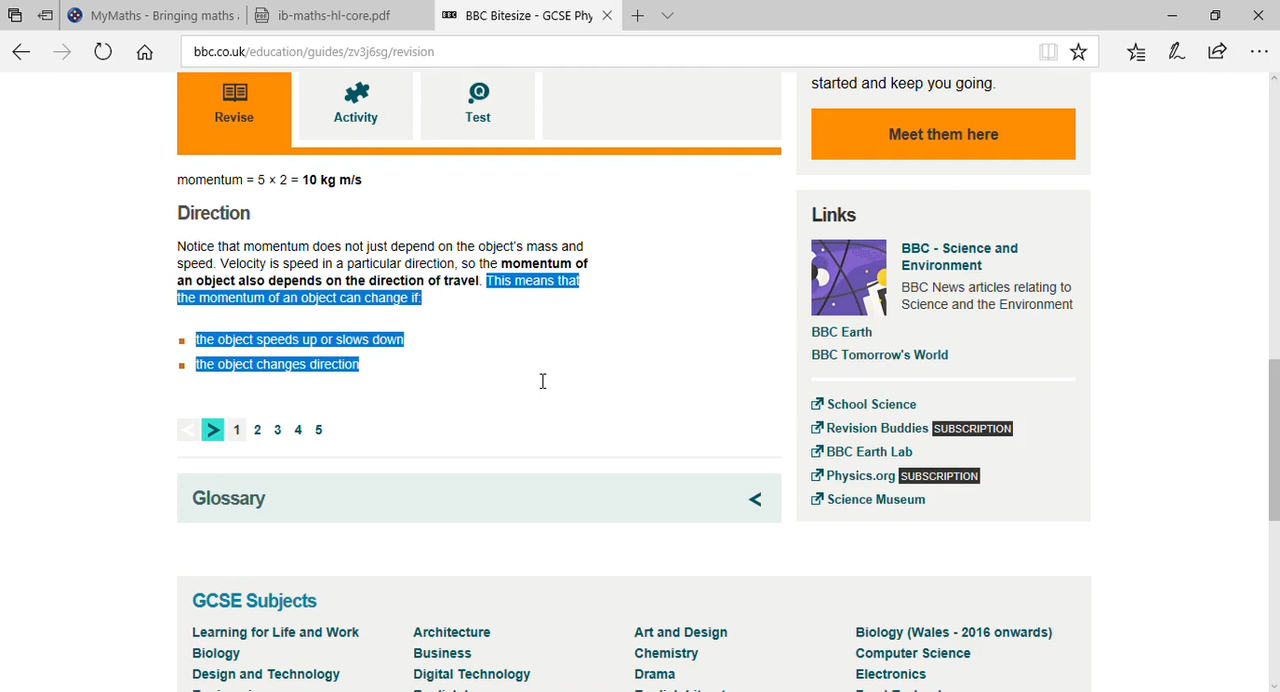 MyMaths - Bringing maths
ib-maths-hl-core.pdf
BBC
BBC Bitesize - GCSE Phy
bbc.co.uk/education/guides/zv3j6sg/revision
Revise
Activity
Test
momentum = 5 × 2 = 10 kg m/s
Direction
Notice that momentum does not just depend on the object's mass and
speed. Velocity is speed in a particular direction, so the momentum of
an object also depends on the direction of travel. This means that
the momentum of an object can change if:
the object speeds up or slows down
the object changes direction
< > 1 2 3 4 5
Glossary
started and keep you going.
Meet them here
Links
BBC - Science and
Environment
BBC News articles relating to
Science and the Environment
BBC Earth
BBC Tomorrow's World
School Science
Revision Buddies SUBSCRIPTION
BBC Earth Lab
Physics.org SUBSCRIPTION
Science Museum
GCSE Subjects
Learning for Life and Work
Architecture
Art and Design
Biology (Wales - 2016 onwards)
Biology
Business
Chemistry
Computer Science
Design and Technology
Digital Technology
Drama
Electronics